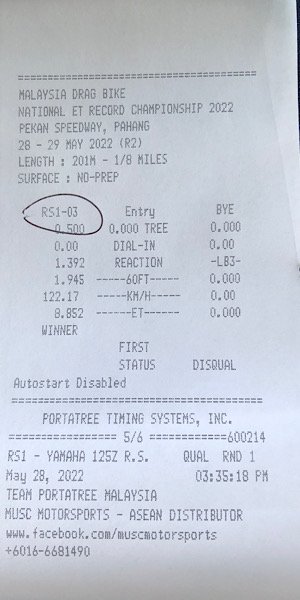 ==========================================
MALAYSIA DRAG BIKE
NATIONAL ET RECORD CHAMPIONSHIP 2022
PEKAN SPEEDWAY, PAHANG
28 - 29 MAY 2022 (R2)
LENGTH : 201M - 1/8 MILES
SURFACE : NO-PREP
RS1-03 Entry BYE
0.500 0.000 TREE 0.000
0.00 DIAL-IN 0.00
1.392 REACTION -LB3-
1.945 ------60FT------ 0.000
122.17 ------KM/H------ 0.00
8.852 -------ET------- 0.000
WINNER
FIRST
STATUS DISQUAL
Autostart Disabled
==========================================
PORTATREE TIMING SYSTEMS, INC.
================== 5/6 ============600214
RS1 - YAMAHA 125Z R.S. QUAL RND 1
May 28, 2022 03:35:18 PM
TEAM PORTATREE MALAYSIA
MUSC MOTORSPORTS - ASEAN DISTRIBUTOR
www.facebook.com/muscmotorsports
+6016-6681490